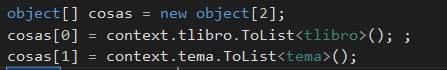 object[] cosas = new object[2];
cosas[0] = context.tlibro.ToList<tlibro>(); ;
cosas[1] = context.tema.ToList<tema>();